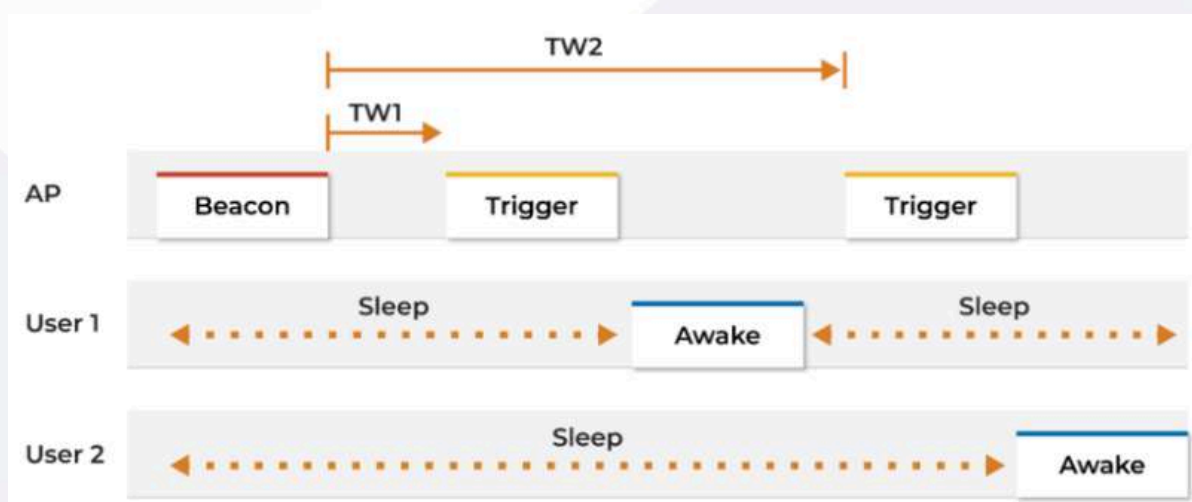 TW2
TW1
AP
Beacon
Trigger
Trigger
User 1
Sleep
Awake
Sleep
User 2
Sleep
Awake